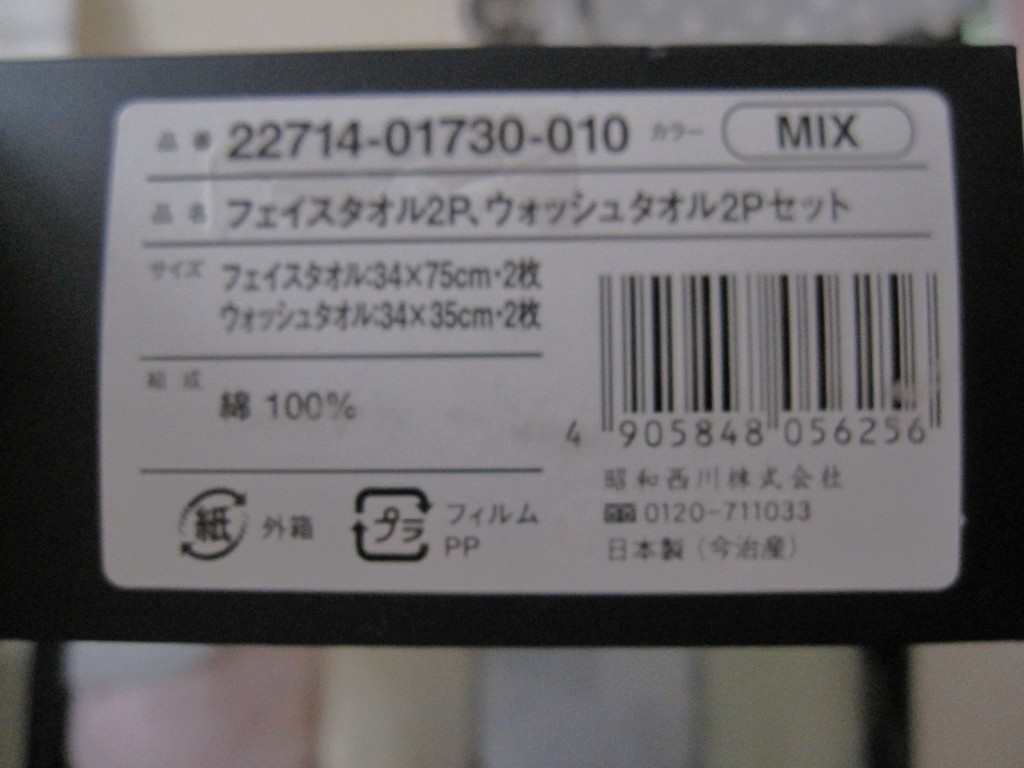 品番 22714-01730-010 カラー MIX
品名 フェイスタオル2P、ウォッシュタオル2Pセット
サイズ フェイスタオル:34×75cm・2枚
ウォッシュタオル:34×35cm・2枚
組成 綿 100%
4 905848 056256
紙 外箱 プラ フィルム PP
昭和西川株式会社
0120-711033
日本製（今治産）